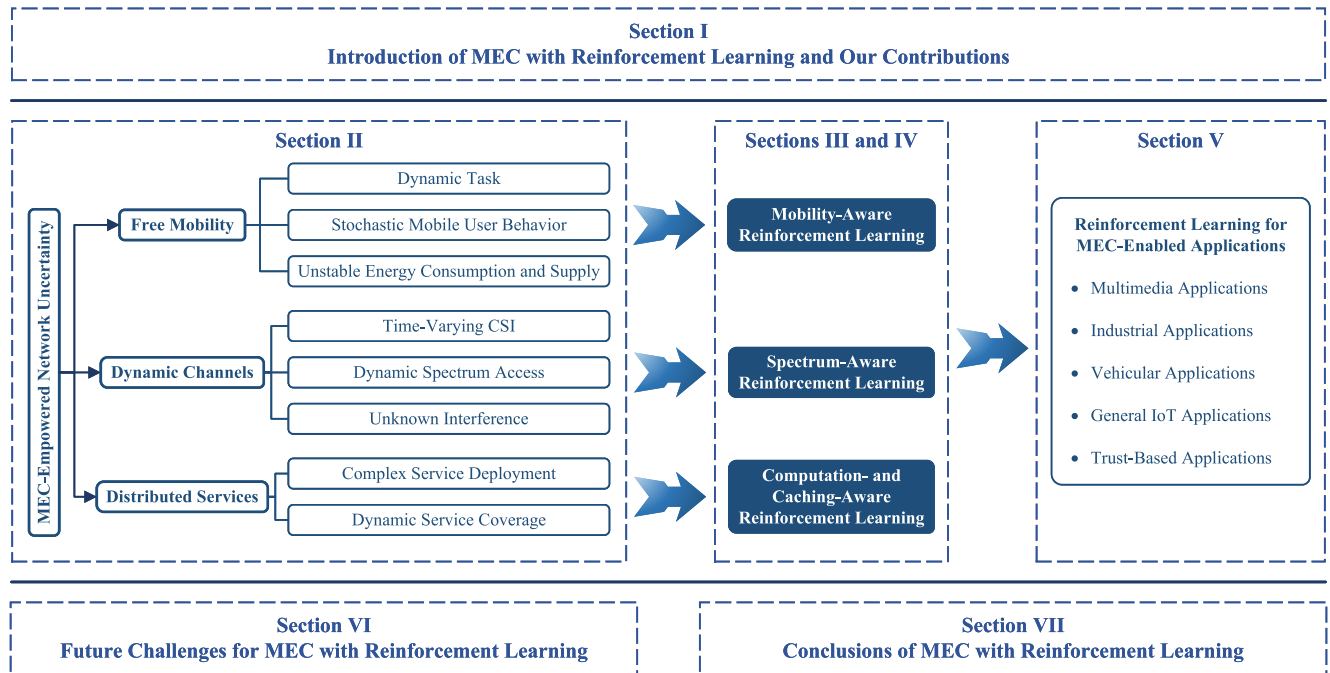 Section I
Introduction of MEC with Reinforcement Learning and Our Contributions
Section II
MEC-Empowered Network Uncertainty
Free Mobility
Dynamic Task
Stochastic Mobile User Behavior
Unstable Energy Consumption and Supply
Dynamic Channels
Time-Varying CSI
Dynamic Spectrum Access
Unknown Interference
Distributed Services
Complex Service Deployment
Dynamic Service Coverage
Sections III and IV
Mobility-Aware
Reinforcement Learning
Spectrum-Aware
Reinforcement Learning
Computation- and
Caching-Aware
Reinforcement Learning
Section V
Reinforcement Learning for
MEC-Enabled Applications
• Multimedia Applications
• Industrial Applications
• Vehicular Applications
• General IoT Applications
• Trust-Based Applications
Section VI
Future Challenges for MEC with Reinforcement Learning
Section VII
Conclusions of MEC with Reinforcement Learning